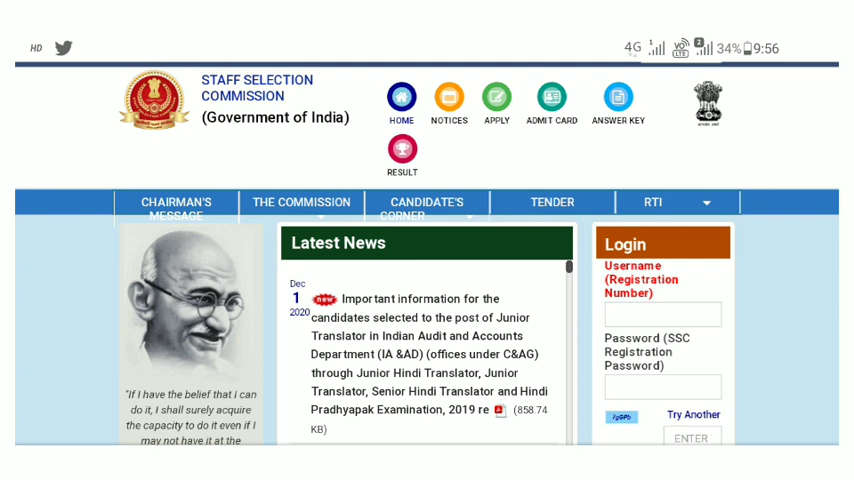 HD 4G 1 VO LTE 2 34% 9:56
STAFF SELECTION
COMMISSION
(Government of India)
HOME NOTICES APPLY ADMIT CARD ANSWER KEY
RESULT
CHAIRMAN'S
MESSAGE
THE COMMISSION
CANDIDATE'S
CORNER
TENDER
RTI
"If I have the belief that I can
do it, I shall surely acquire
the capacity to do it even if I
may not have it at the
Latest News
Dec
1
2020
new Important information for the
candidates selected to the post of Junior
Translator in Indian Audit and Accounts
Department (IA &AD) (offices under C&AG)
through Junior Hindi Translator, Junior
Translator, Senior Hindi Translator and Hindi
Pradhyapak Examination, 2019 re (858.74
KB)
Login
Username
(Registration
Number)
Password (SSC
Registration
Password)
Try Another
ENTER